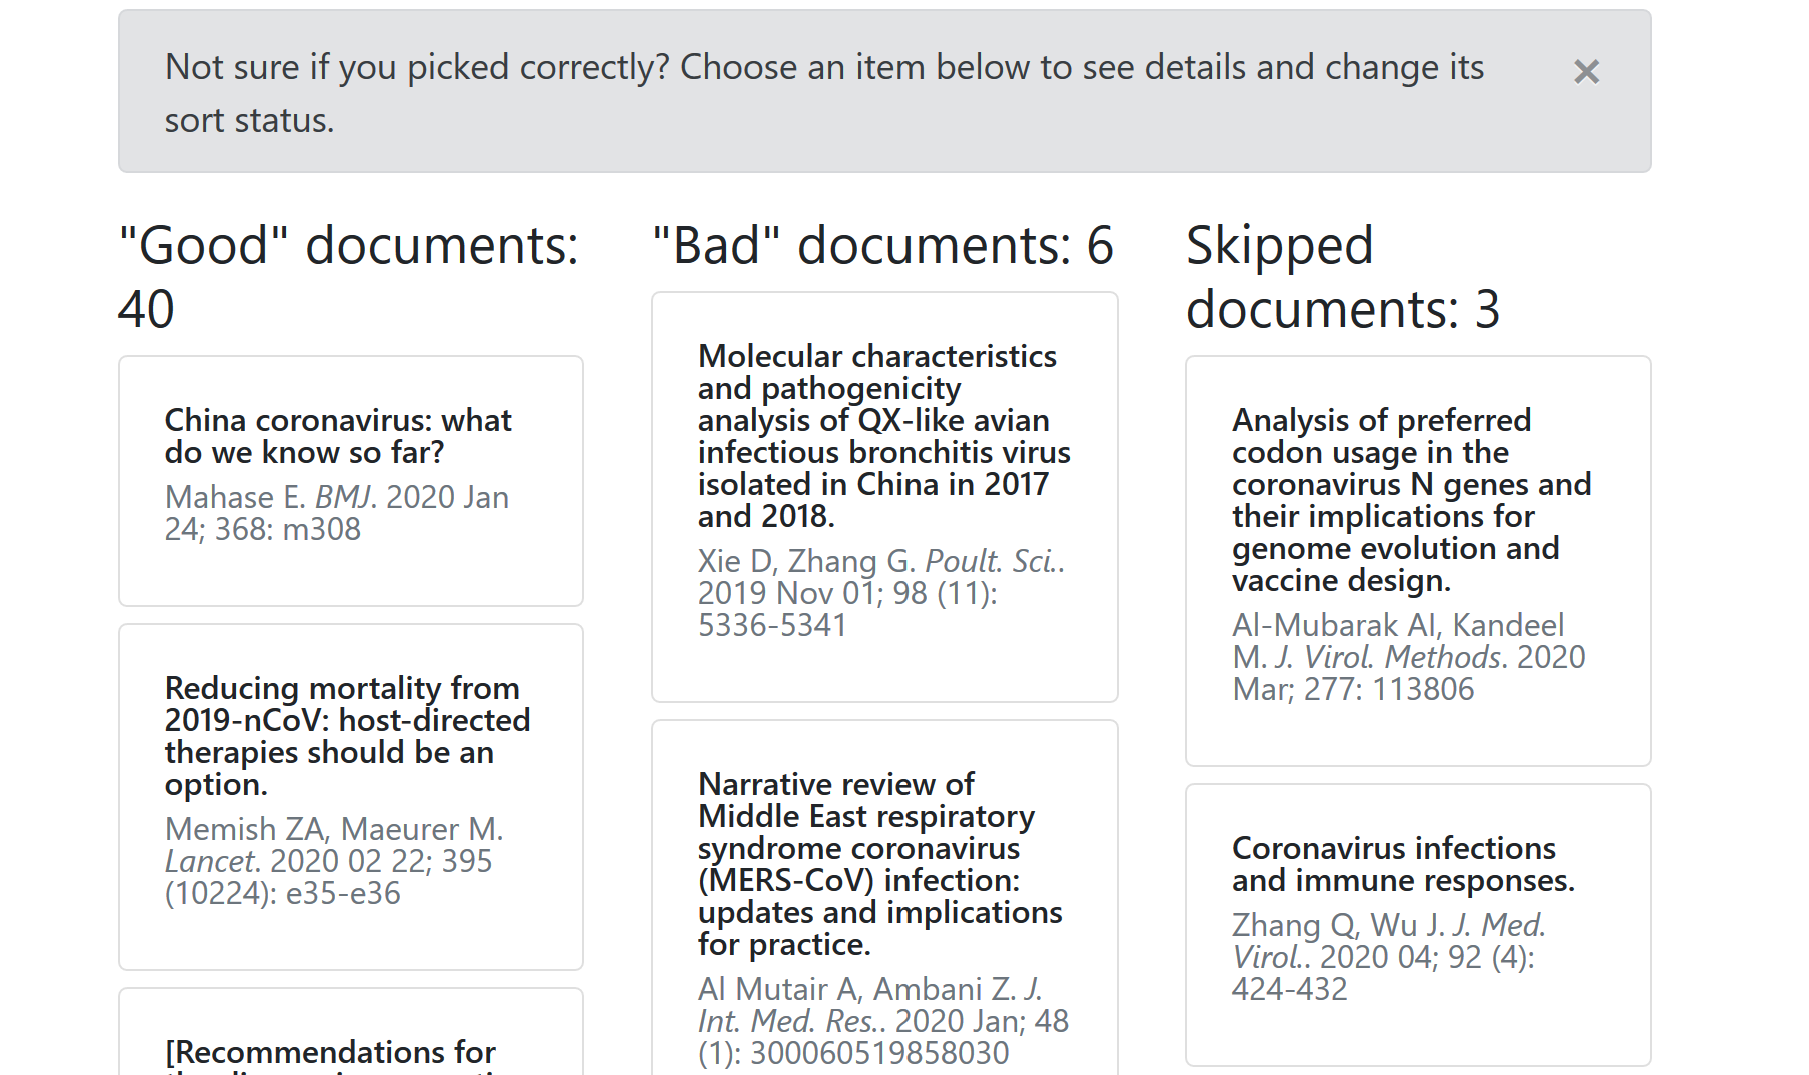 Not sure if you picked correctly? Choose an item below to see details and change its
sort status.
×
"Good" documents:
40
China coronavirus: what
do we know so far?
Mahase E. BMJ. 2020 Jan
24; 368: m308
Reducing mortality from
2019-nCoV: host-directed
therapies should be an
option.
Memish ZA, Maeurer M.
Lancet. 2020 02 22; 395
(10224): e35-e36
[Recommendations for
"Bad" documents: 6
Molecular characteristics
and pathogenicity
analysis of QX-like avian
infectious bronchitis virus
isolated in China in 2017
and 2018.
Xie D, Zhang G. Poult. Sci..
2019 Nov 01; 98 (11):
5336-5341
Narrative review of
Middle East respiratory
syndrome coronavirus
(MERS-CoV) infection:
updates and implications
for practice.
Al Mutair A, Ambani Z. J.
Int. Med. Res.. 2020 Jan; 48
(1): 300060519858030
Skipped
documents: 3
Analysis of preferred
codon usage in the
coronavirus N genes and
their implications for
genome evolution and
vaccine design.
Al-Mubarak AI, Kandeel
M. J. Virol. Methods. 2020
Mar; 277: 113806
Coronavirus infections
and immune responses.
Zhang Q, Wu J. J. Med.
Virol.. 2020 04; 92 (4):
424-432